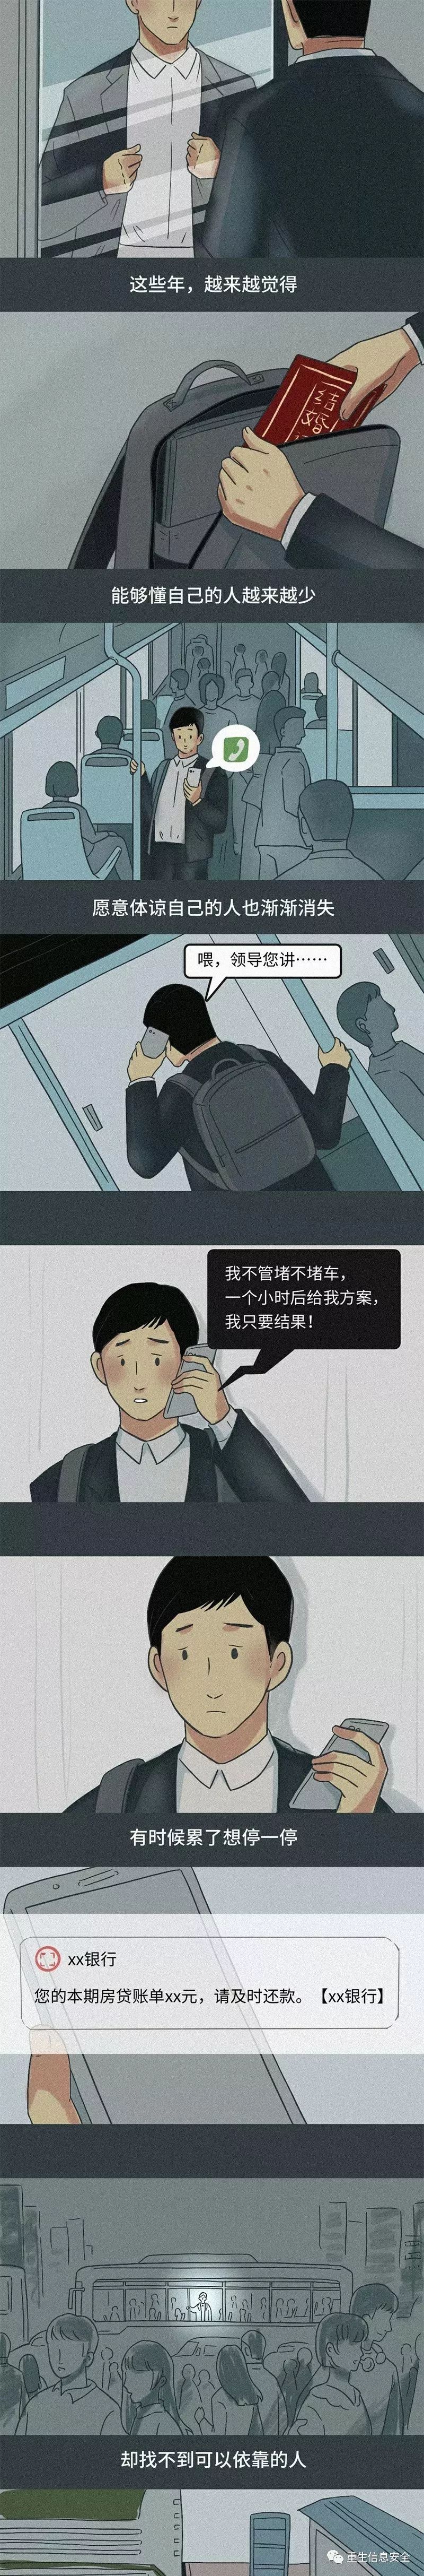 这些年，越来越觉得
结
婚
能够懂自己的人越来越少
愿意体谅自己的人也渐渐消失
喂，领导您讲……
我不管堵不堵车，
一个小时后给我方案，
我只要结果！
有时候累了想停一停
xx银行
您的本期房贷账单xx元，请及时还款。【xx银行】
却找不到可以依靠的人
重生信息安全